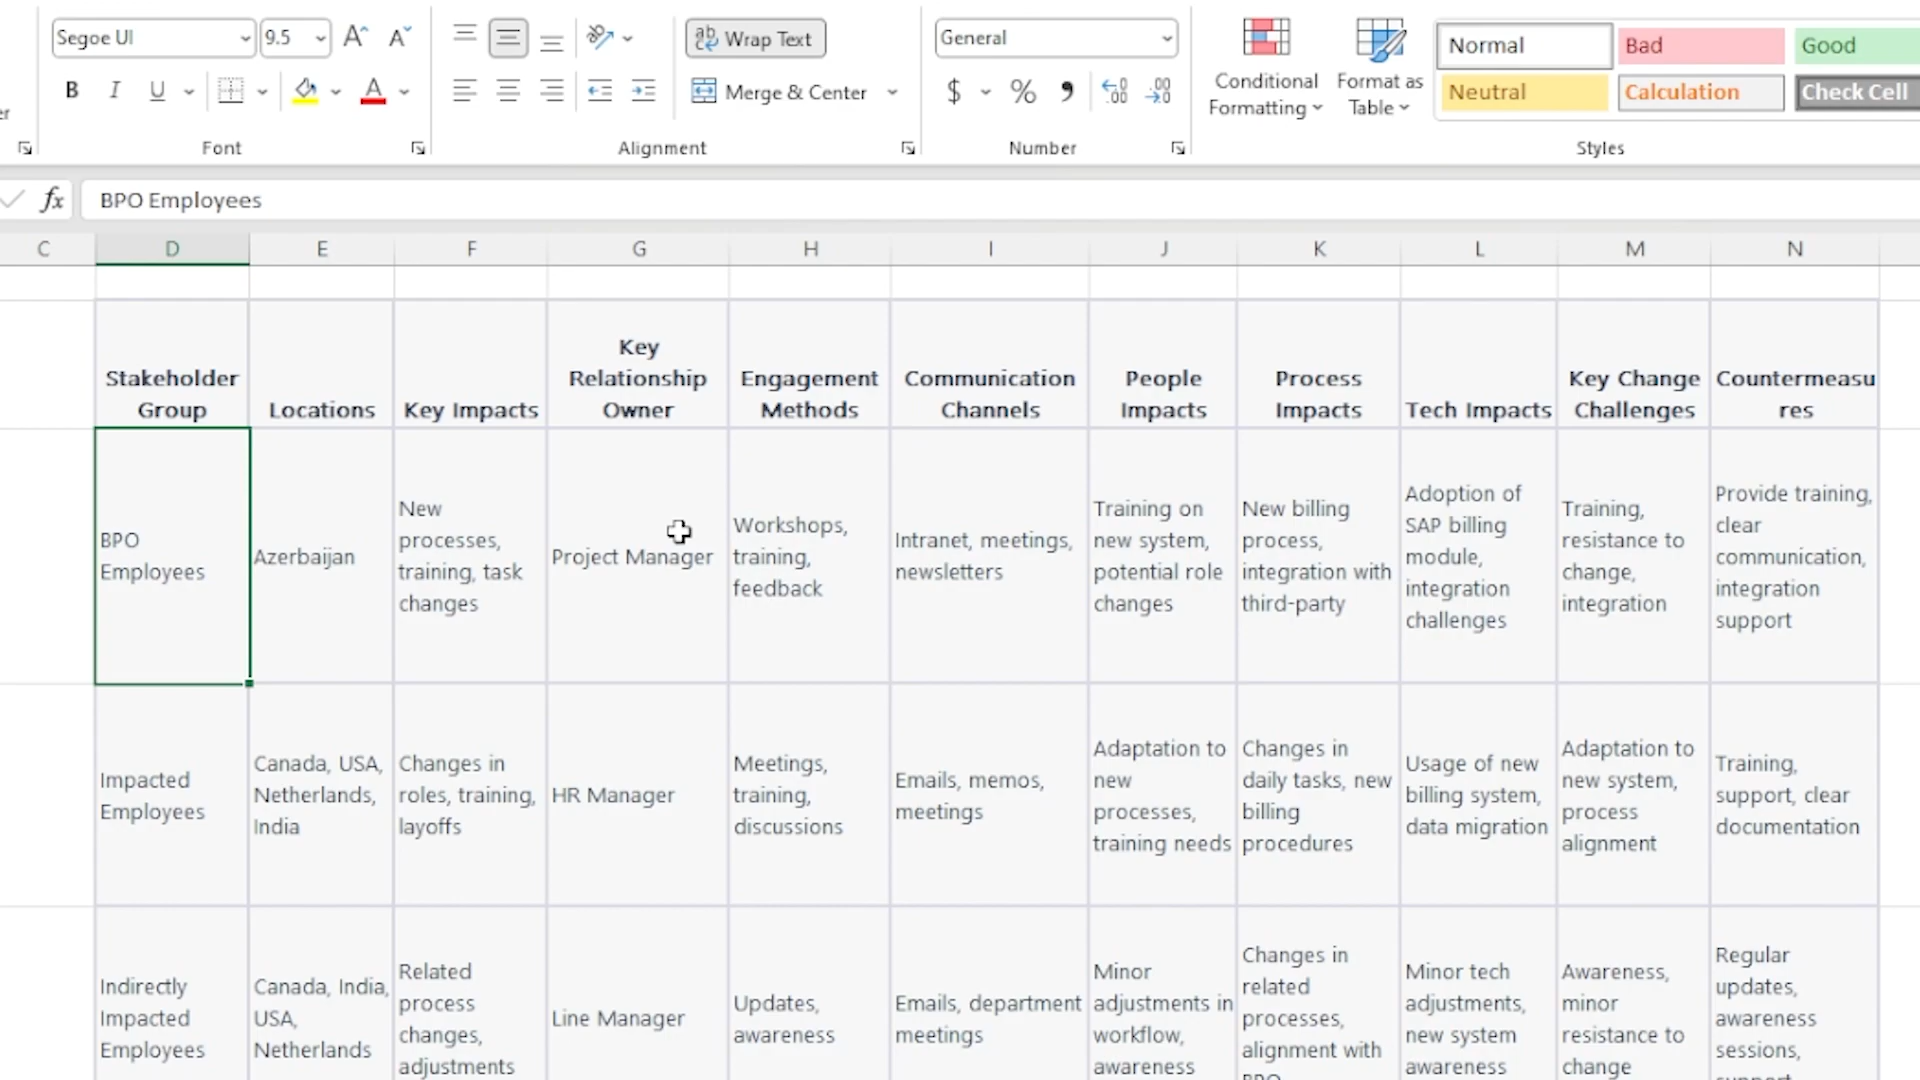 Segoe UI
9.5
A^
A˅
ab
Wrap Text
General
Normal
Bad
Good
B
I
U
A
Merge & Center
$
%
Conditional
Formatting
Format as
Table
Neutral
Calculation
Check Cell
Font
Alignment
Number
Styles
fx
BPO Employees
C
D
E
F
G
H
I
J
K
L
M
N
Stakeholder
Group
Locations
Key Impacts
Key
Relationship
Owner
Engagement
Methods
Communication
Channels
People
Impacts
Process
Impacts
Tech Impacts
Key Change
Challenges
Countermeasu
res
BPO
Employees
Azerbaijan
New
processes,
training, task
changes
Project Manager
Workshops,
training,
feedback
Intranet, meetings,
newsletters
Training on
new system,
potential role
changes
New billing
process,
integration with
third-party
Adoption of
SAP billing
module,
integration
challenges
Training,
resistance to
change,
integration
Provide training,
clear
communication,
integration
support
Impacted
Employees
Canada, USA,
Netherlands,
India
Changes in
roles, training,
layoffs
HR Manager
Meetings,
training,
discussions
Emails, memos,
meetings
Adaptation to
new
processes,
training needs
Changes in
daily tasks, new
billing
procedures
Usage of new
billing system,
data migration
Adaptation to
new system,
process
alignment
Training,
support, clear
documentation
Indirectly
Impacted
Employees
Canada, India,
USA,
Netherlands
Related
process
changes,
adjustments
Line Manager
Updates,
awareness
Emails, department
meetings
Minor
adjustments in
workflow,
awareness
Changes in
related
processes,
alignment with
BPO
Minor tech
adjustments,
new system
awareness
Awareness,
minor
resistance to
change
Regular
updates,
awareness
sessions,
support